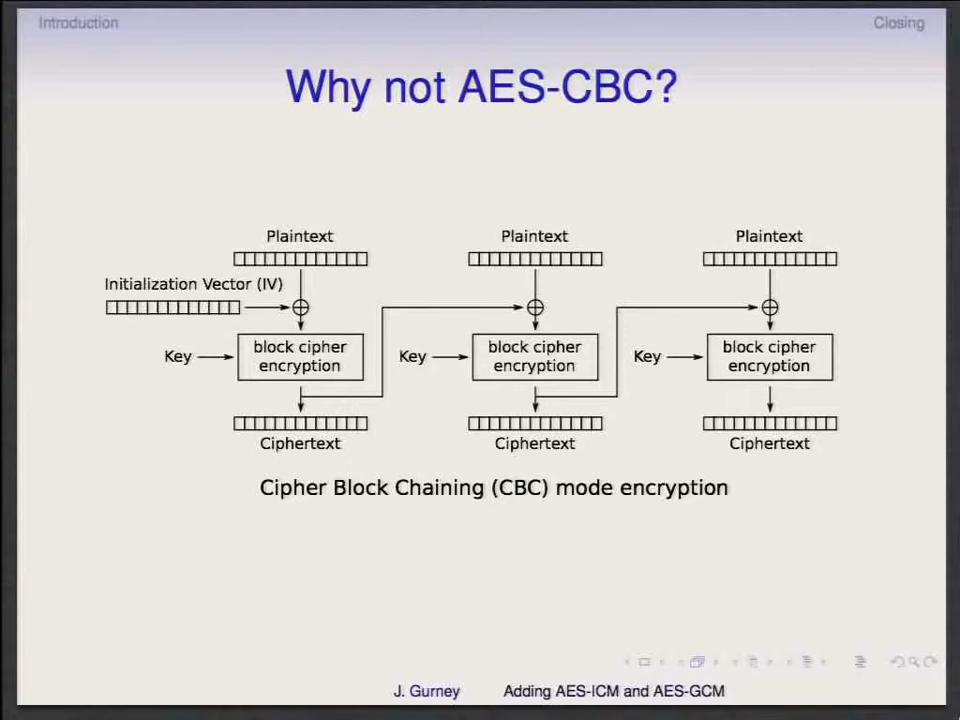 Introduction Closing
Why not AES-CBC?
Plaintext Plaintext Plaintext
Initialization Vector (IV)
Key block cipher encryption Key block cipher encryption Key block cipher encryption
Ciphertext Ciphertext Ciphertext
Cipher Block Chaining (CBC) mode encryption
J. Gurney Adding AES-ICM and AES-GCM